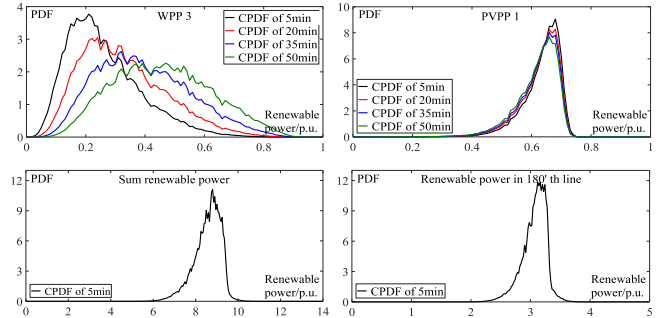 4
3
2
1
0
PDF
WPP 3
CPDF of 5min
CPDF of 20min
CPDF of 35min
CPDF of 50min
Renewable
power/p.u.
0 0.2 0.4 0.6 0.8 1
10
8
6
4
2
0
PDF
PVPP 1
CPDF of 5min
CPDF of 20min
CPDF of 35min
CPDF of 50min
Renewable
power/p.u.
0 0.2 0.4 0.6 0.8 1
12
9
6
3
0
PDF
Sum renewable power
CPDF of 5min
Renewable
power/p.u.
0 2 4 6 8 10 12 14
12
9
6
3
0
PDF
Renewable power in 180' th line
CPDF of 5min
Renewable
power/p.u.
0 1 2 3 4 5